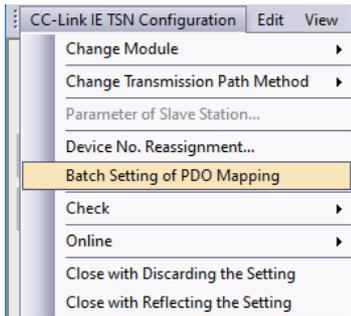 CC-Link IE TSN Configuration Edit View
Change Module
Change Transmission Path Method
Parameter of Slave Station...
Device No. Reassignment...
Batch Setting of PDO Mapping
Check
Online
Close with Discarding the Setting
Close with Reflecting the Setting